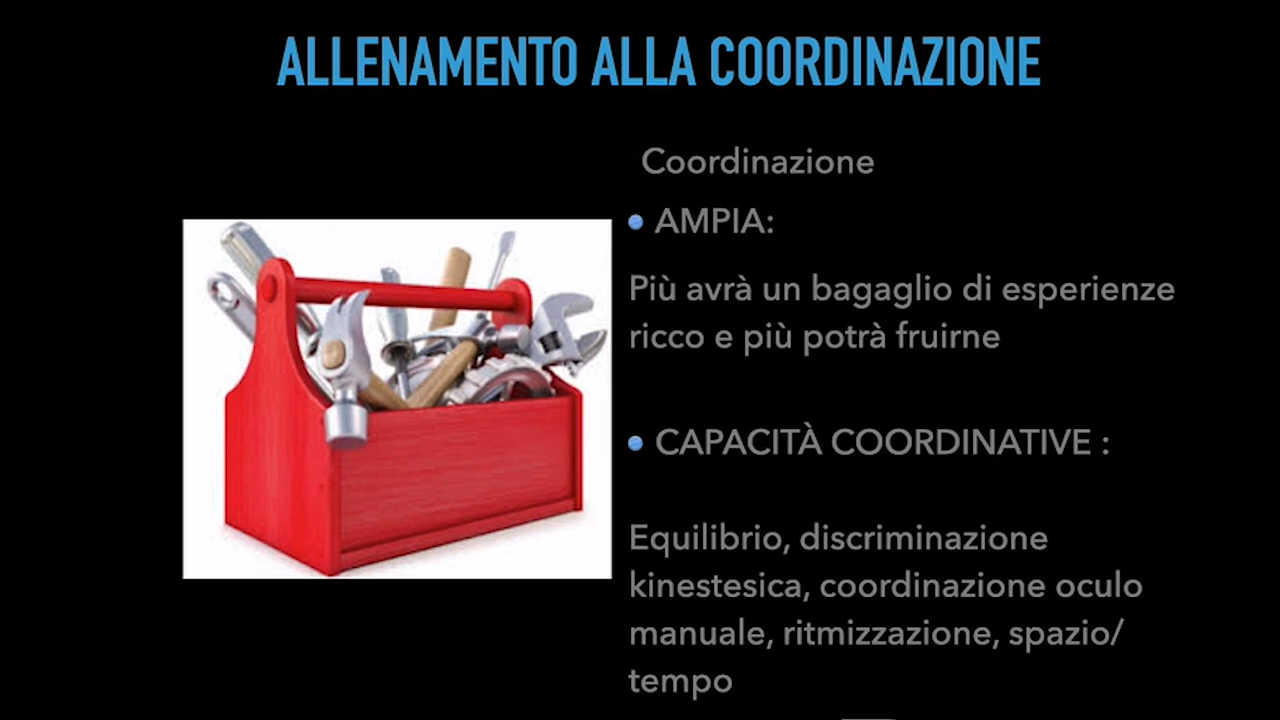 ALLENAMENTO ALLA COORDINAZIONE
Coordinazione
• AMPIA:
Più avrà un bagaglio di esperienze
ricco e più potrà fruirne
• CAPACITÀ COORDINATIVE :
Equilibrio, discriminazione
kinestesica, coordinazione oculo
manuale, ritmizzazione, spazio/
tempo